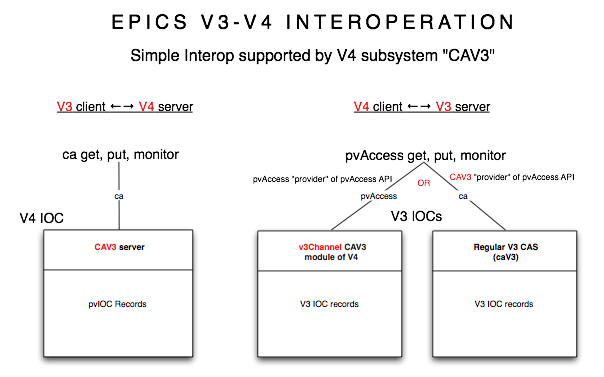 EPICS V3-V4 INTEROPERATION
Simple Interop supported by V4 subsystem "CAV3"
V3 client ←→ V4 server
ca get, put, monitor
ca
V4 IOC
CAV3 server
pvIOC Records
V4 client ←→ V3 server
pvAccess get, put, monitor
pvAccess "provider" of pvAccess API
OR
CAV3 "provider" of pvAccess API
pvAccess
ca
V3 IOCs
v3Channel CAV3
module of V4
V3 IOC records
Regular V3 CAS
(caV3)
V3 IOC records